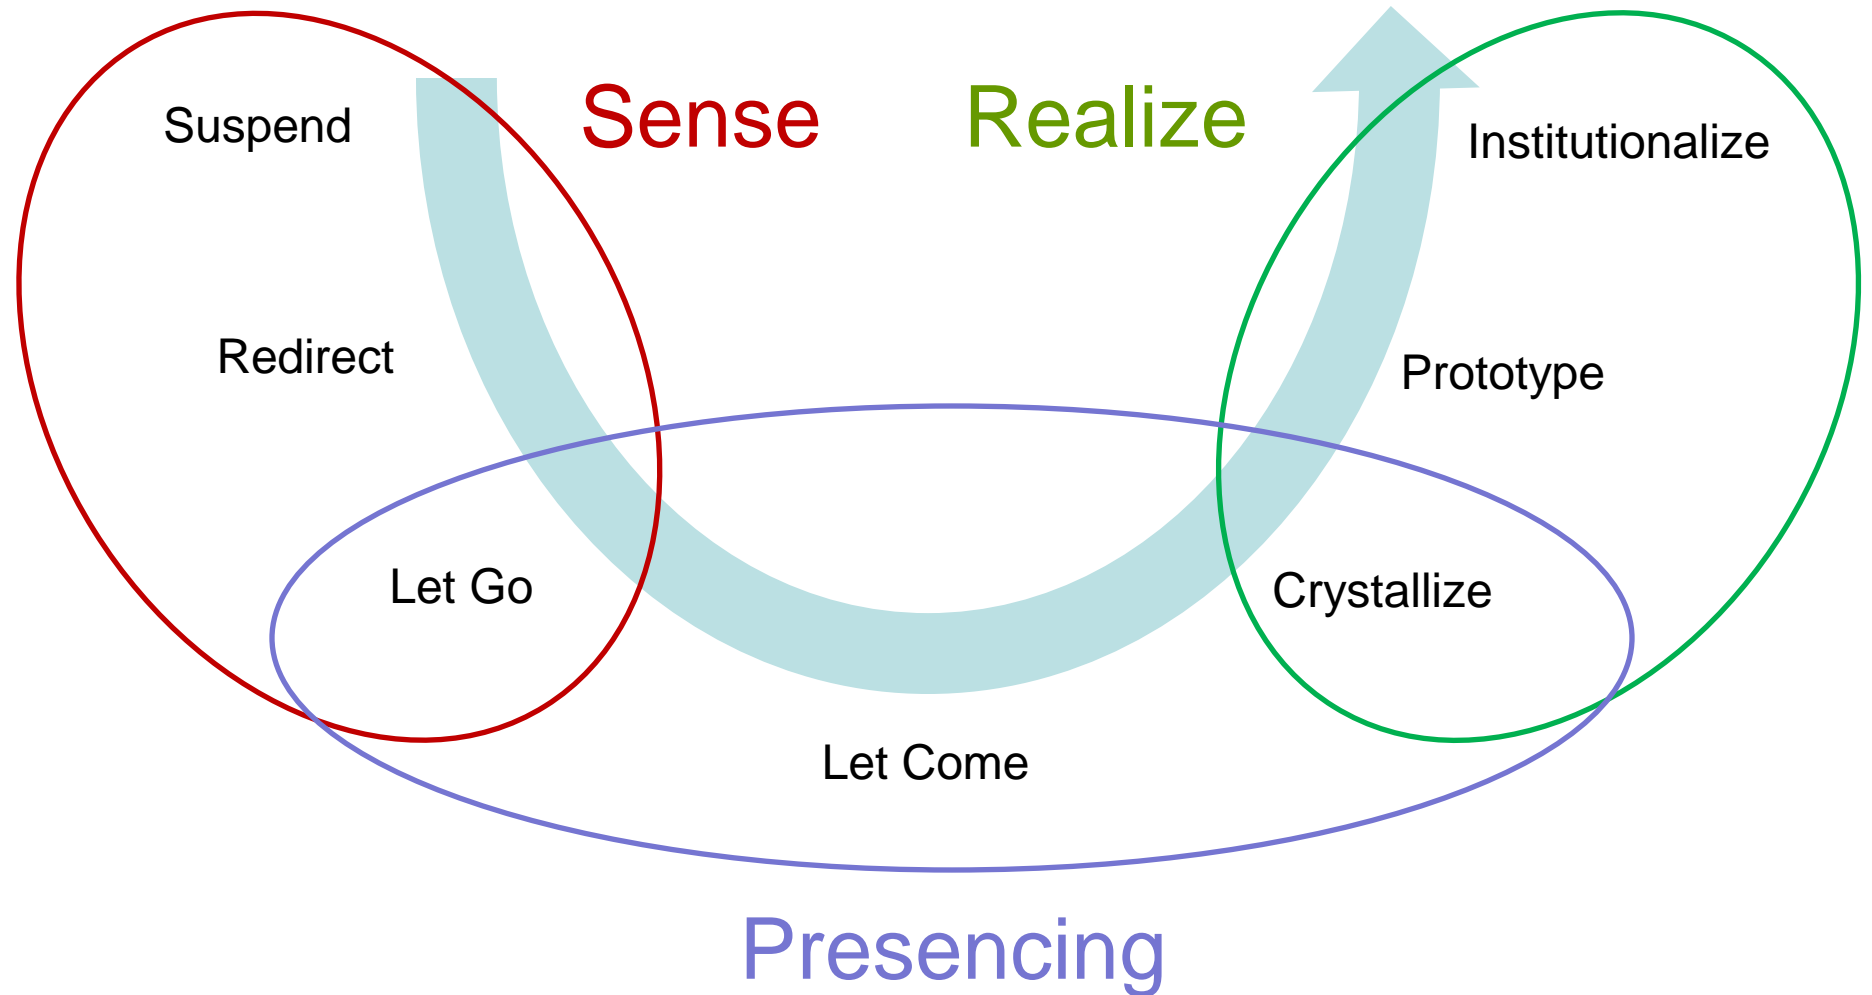 Sense
Realize
Suspend
Institutionalize
Redirect
Prototype
Let Go
Crystallize
Let Come
Presencing